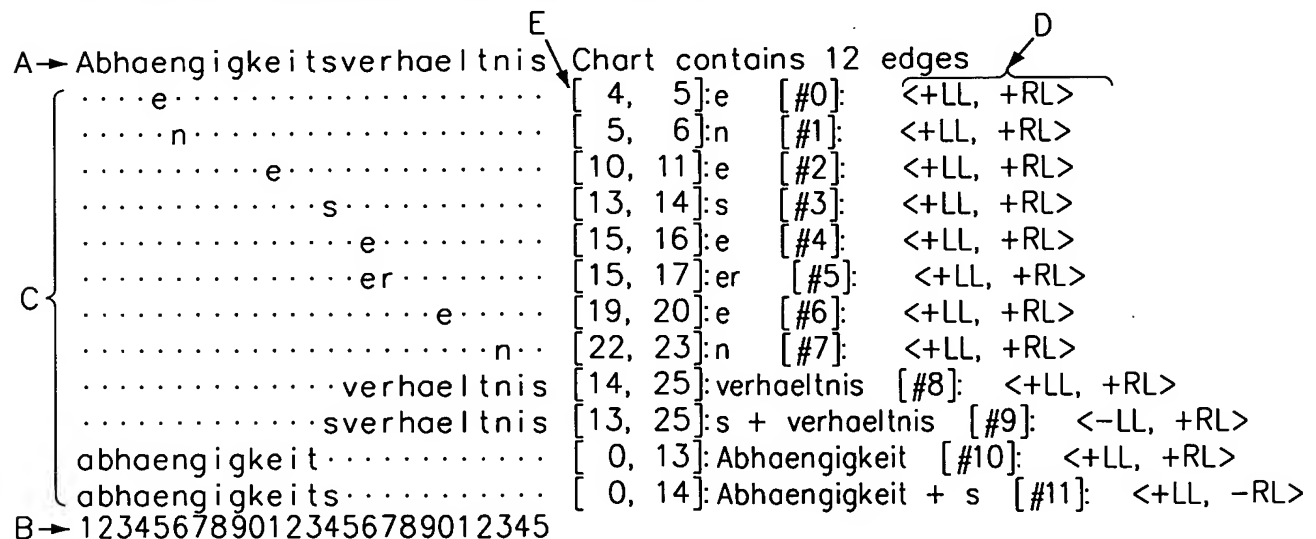 E D
A→ Abhaengigkeitsverhaeltnis Chart contains 12 edges
····e···················· [ 4, 5]:e [#0]: <+LL, +RL>
·····n··················· [ 5, 6]:n [#1]: <+LL, +RL>
··········e·············· [10, 11]:e [#2]: <+LL, +RL>
·············s··········· [13, 14]:s [#3]: <+LL, +RL>
···············e········· [15, 16]:e [#4]: <+LL, +RL>
C ···············er········ [15, 17]:er [#5]: <+LL, +RL>
···················e····· [19, 20]:e [#6]: <+LL, +RL>
······················n·· [22, 23]:n [#7]: <+LL, +RL>
··············verhaeltnis [14, 25]:verhaeltnis [#8]: <+LL, +RL>
·············sverhaeltnis [13, 25]:s + verhaeltnis [#9]: <-LL, +RL>
abhaengigkeit············ [ 0, 13]:Abhaengigkeit [#10]: <+LL, +RL>
abhaengigkeits··········· [ 0, 14]:Abhaengigkeit + s [#11]: <+LL, -RL>
B→ 1234567890123456789012345